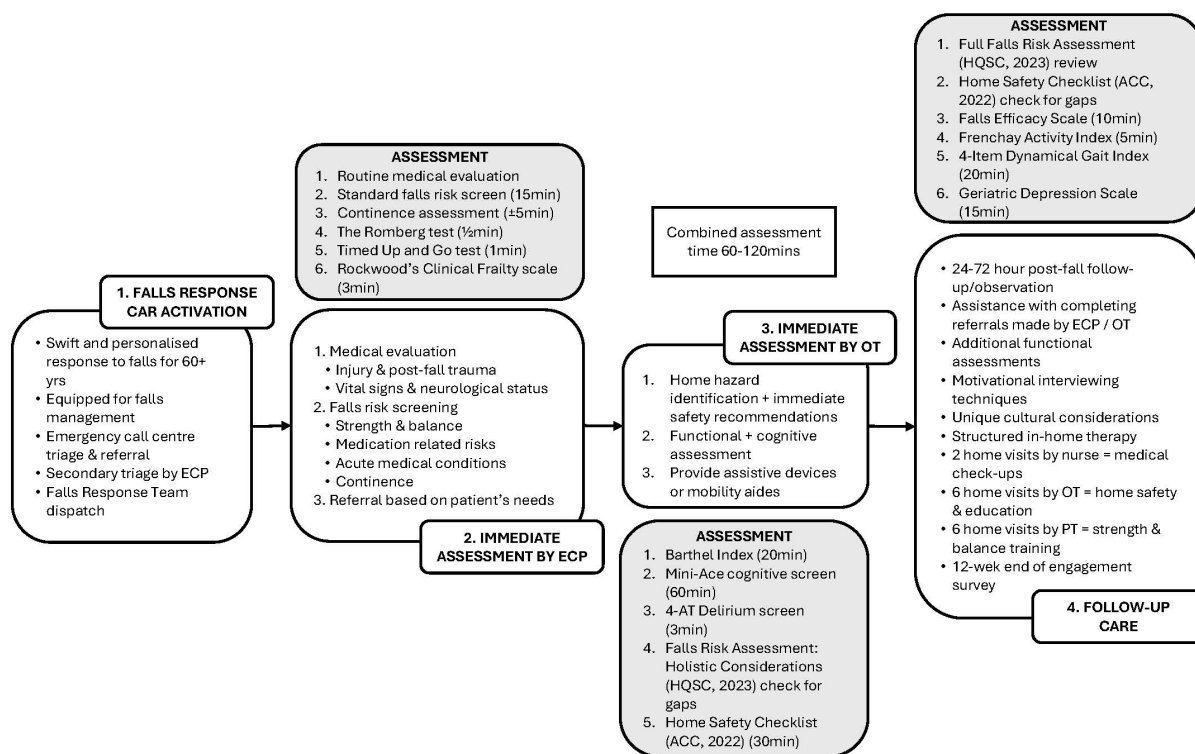 1. FALLS RESPONSE
CAR ACTIVATION
• Swift and personalised
response to falls for 60+
yrs
• Equipped for falls
management
• Emergency call centre
triage & referral
• Secondary triage by ECP
• Falls Response Team
dispatch
ASSESSMENT
1. Routine medical evaluation
2. Standard falls risk screen (15min)
3. Continence assessment (±5min)
4. The Romberg test (½min)
5. Timed Up and Go test (1min)
6. Rockwood's Clinical Frailty scale
(3min)
1. Medical evaluation
• Injury & post-fall trauma
• Vital signs & neurological status
2. Falls risk screening
• Strength & balance
• Medication related risks
• Acute medical conditions
• Continence
3. Referral based on patient's needs
2. IMMEDIATE
ASSESSMENT BY ECP
Combined assessment
time 60-120mins
3. IMMEDIATE
ASSESSMENT BY OT
1. Home hazard
identification + immediate
safety recommendations
2. Functional + cognitive
assessment
3. Provide assistive devices
or mobility aides
ASSESSMENT
1. Barthel Index (20min)
2. Mini-Ace cognitive screen
(60min)
3. 4-AT Delirium screen
(3min)
4. Falls Risk Assessment:
Holistic Considerations
(HQSC, 2023) check for
gaps
5. Home Safety Checklist
(ACC, 2022) (30min)
ASSESSMENT
1. Full Falls Risk Assessment
(HQSC, 2023) review
2. Home Safety Checklist (ACC,
2022) check for gaps
3. Falls Efficacy Scale (10min)
4. Frenchay Activity Index (5min)
5. 4-Item Dynamical Gait Index
(20min)
6. Geriatric Depression Scale
(15min)
• 24-72 hour post-fall follow-
up/observation
• Assistance with completing
referrals made by ECP / OT
• Additional functional
assessments
• Motivational interviewing
techniques
• Unique cultural considerations
• Structured in-home therapy
• 2 home visits by nurse = medical
check-ups
• 6 home visits by OT = home safety
& education
• 6 home visits by PT = strength &
balance training
• 12-wek end of engagement
survey
4. FOLLOW-UP
CARE